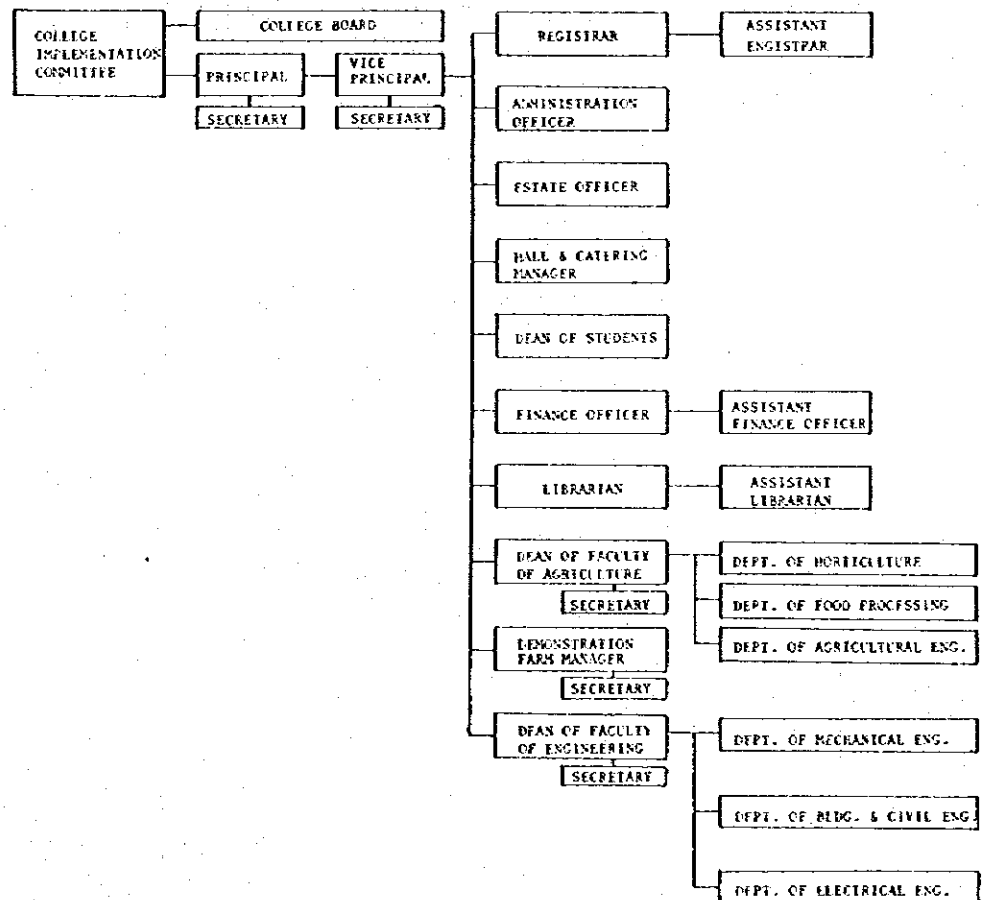 COLLEGE
IMPLEMENTATION
COMMITTEE
COLLEGE BOARD
PRINCIPAL
SECRETARY
VICE
PRINCIPAL
SECRETARY
REGISTRAR
ASSISTANT
ENGISTPAR
ADMINISTRATION
OFFICER
ESTATE OFFICER
HALL & CATERING
MANAGER
DEAN OF STUDENTS
FINANCE OFFICER
ASSISTANT
FINANCE OFFICER
LIBRARIAN
ASSISTANT
LIBRARIAN
DEAN OF FACULTY
OF AGRICULTURE
SECRETARY
DEPT. OF HORTICULTURE
DEPT. OF FOOD PROCESSING
DEPT. OF AGRICULTURAL ENG.
DEMONSTRATION
FARM MANAGER
SECRETARY
DEAN OF FACULTY
OF ENGINEERING
SECRETARY
DEPT. OF MECHANICAL ENG.
DEPT. OF BLDG. & CIVIL ENG.
DEPT. OF ELECTRICAL ENG.